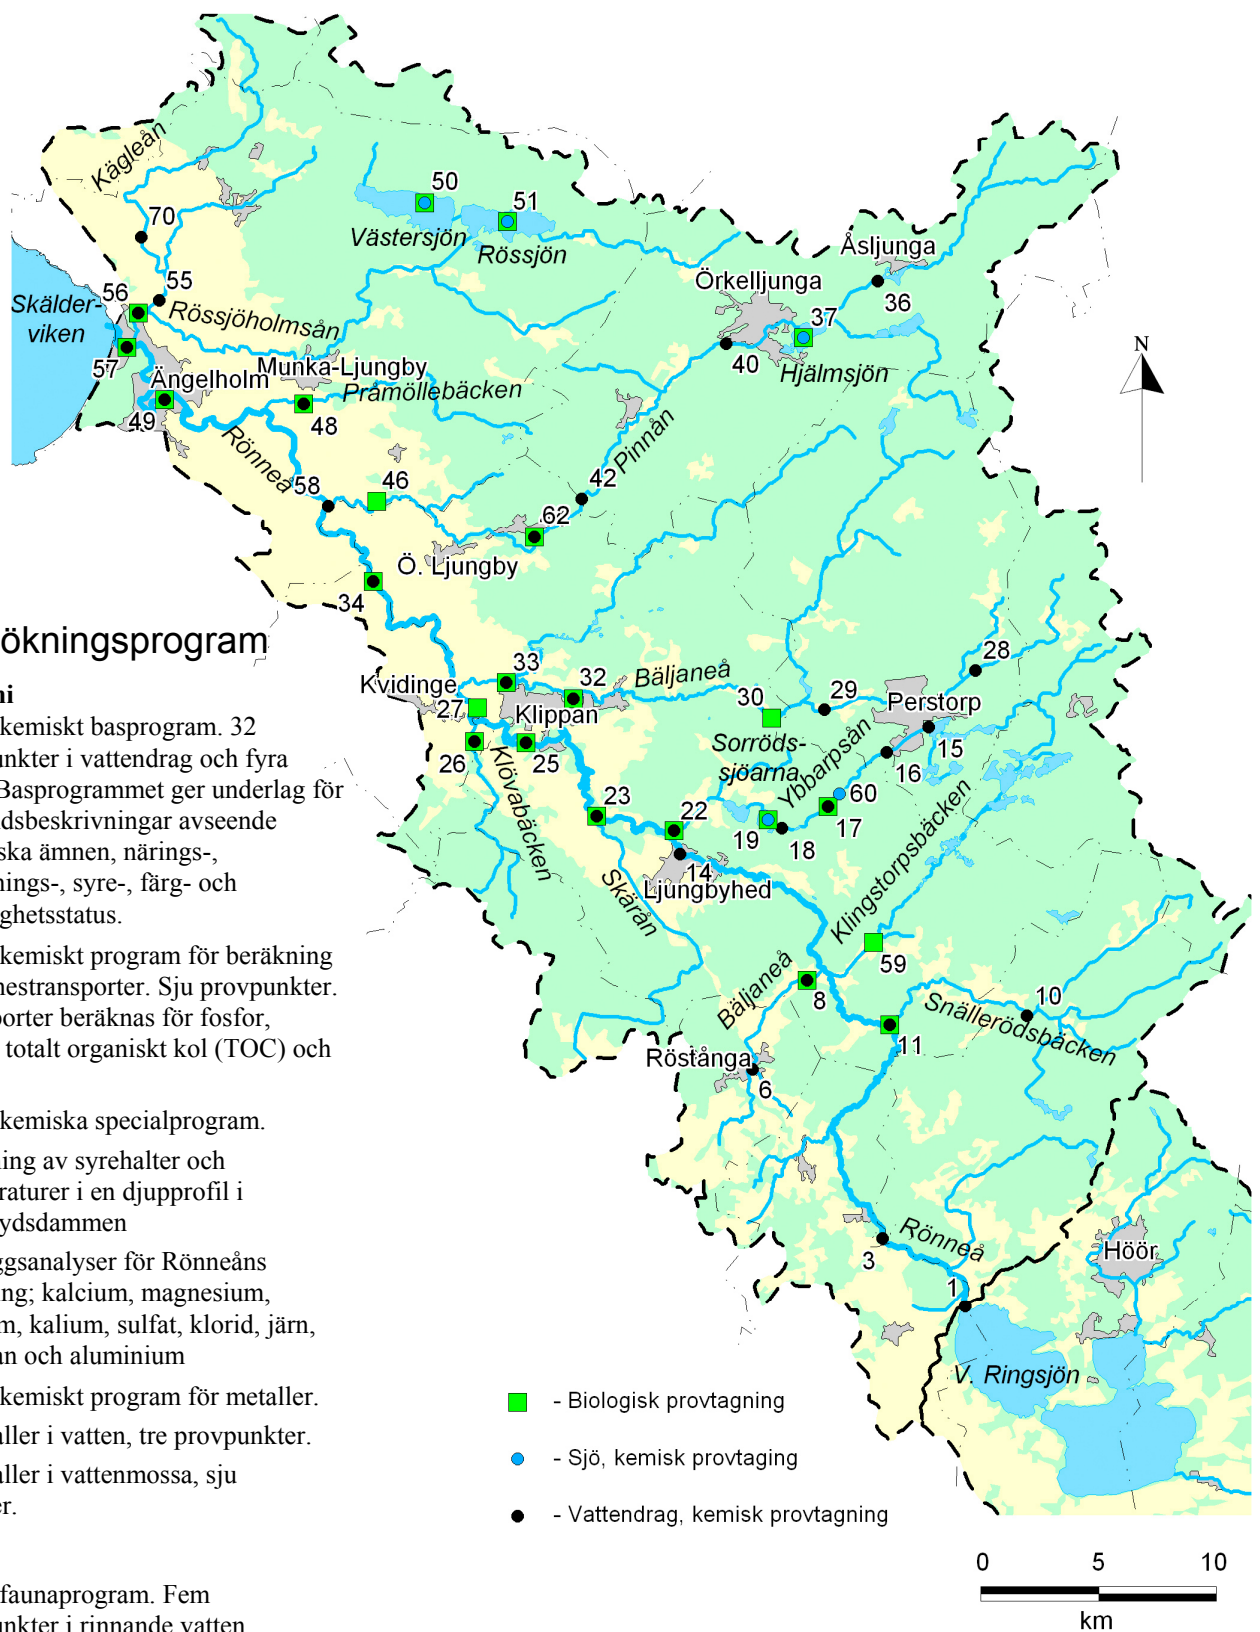 Kägleån
50
51
70
Västersjön
Rössjön
Åsljunga
Örkelljunga
55
56
36
Skälder-
viken
Rössjöholmsån
37
57
40
Hjälmsjön
N
Munka-Ljungby
Ängelholm
Pråmöllebäcken
49
48
Rönneå
Pinnån
58
46
42
62
Ö. Ljungby
34
ökningsprogram
33
28
Kvidinge
32
Bäljaneå
30
29
Perstorp
27
Klippan
15
Sorröds-
sjöarna
Ybbarpsån
26
25
16
Klövabäcken
60
23
22
17
19
18
14
Ljungbyhed
Klingstorpsbäcken
Skärån
59
Bäljaneå
8
10
Snällerödsbäcken
11
Röstånga
6
Rönneå
3
Höör
1
V. Ringsjön
ni
kemiskt basprogram. 32
unkter i vattendrag och fyra
Basprogrammet ger underlag för
dsbeskrivningar avseende
ska ämnen, närings-,
nings-, syre-, färg- och
ghetsstatus.
kemiskt program för beräkning
nestransporter. Sju provpunkter.
porter beräknas för fosfor,
totalt organiskt kol (TOC) och
kemiska specialprogram.
ning av syrehalter och
raturer i en djupprofil i
ydsdammen
ggsanalyser för Rönneåns
ng; kalcium, magnesium,
m, kalium, sulfat, klorid, järn,
an och aluminium
kemiskt program för metaller.
aller i vatten, tre provpunkter.
aller i vattenmossa, sju
er.
faunaprogram. Fem
unkter i rinnande vatten
- Biologisk provtagning
- Sjö, kemisk provtaging
- Vattendrag, kemisk provtagning
0 5 10
km